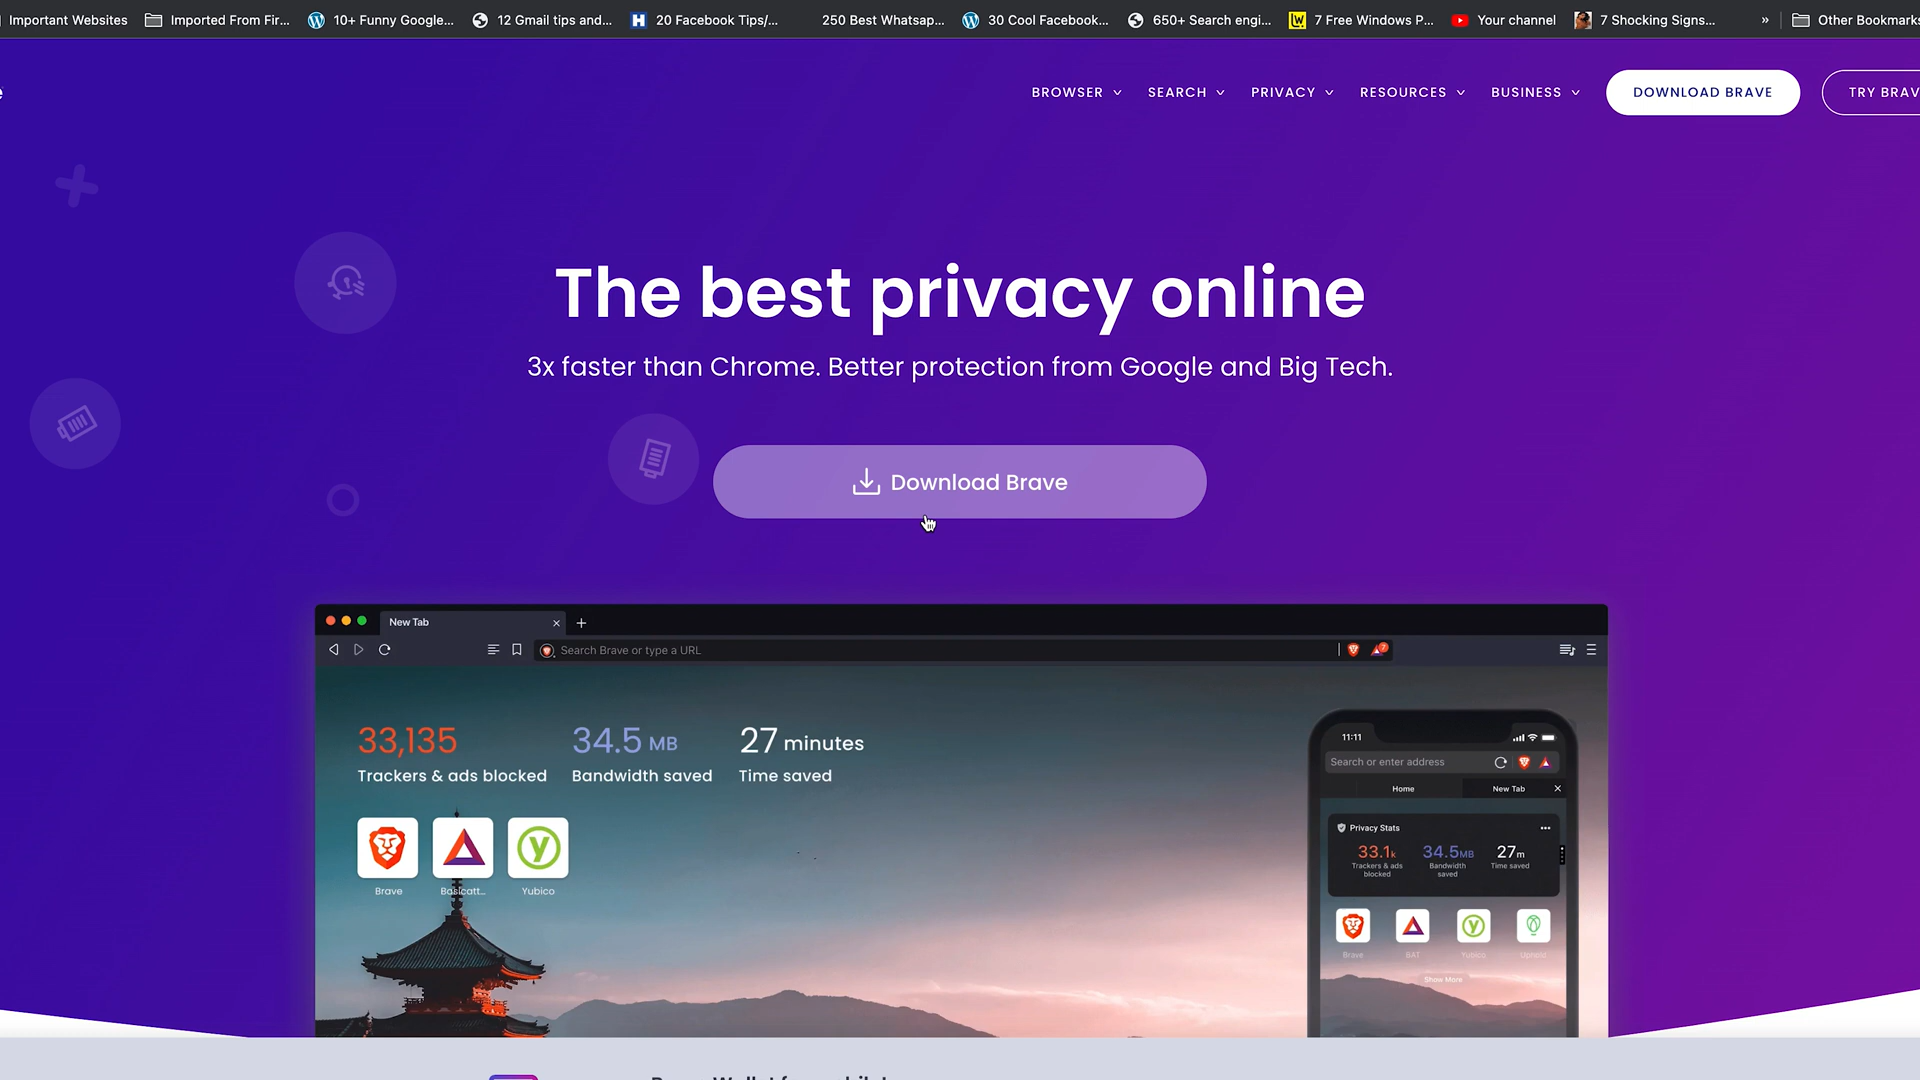 Important Websites Imported From Fir... 10+ Funny Google... 12 Gmail tips and... 20 Facebook Tips/... 250 Best Whatsapp... 30 Cool Facebook... 650+ Search engi... 7 Free Windows P... Your channel 7 Shocking Signs... » Other Bookmarks
BROWSER SEARCH PRIVACY RESOURCES BUSINESS DOWNLOAD BRAVE TRY BRAV
The best privacy online
3x faster than Chrome. Better protection from Google and Big Tech.
Download Brave
New Tab
Search Brave or type a URL
7
33,135 34.5 MB 27 minutes
Trackers & ads blocked Bandwidth saved Time saved
Brave Basicatt... Yubico
11:11
Search or enter address
Home New Tab
Privacy Stats
33.1k 34.5MB 27m
Trackers & ads blocked Bandwidth saved Time saved
Brave BAT Yubico Uphold
Show More